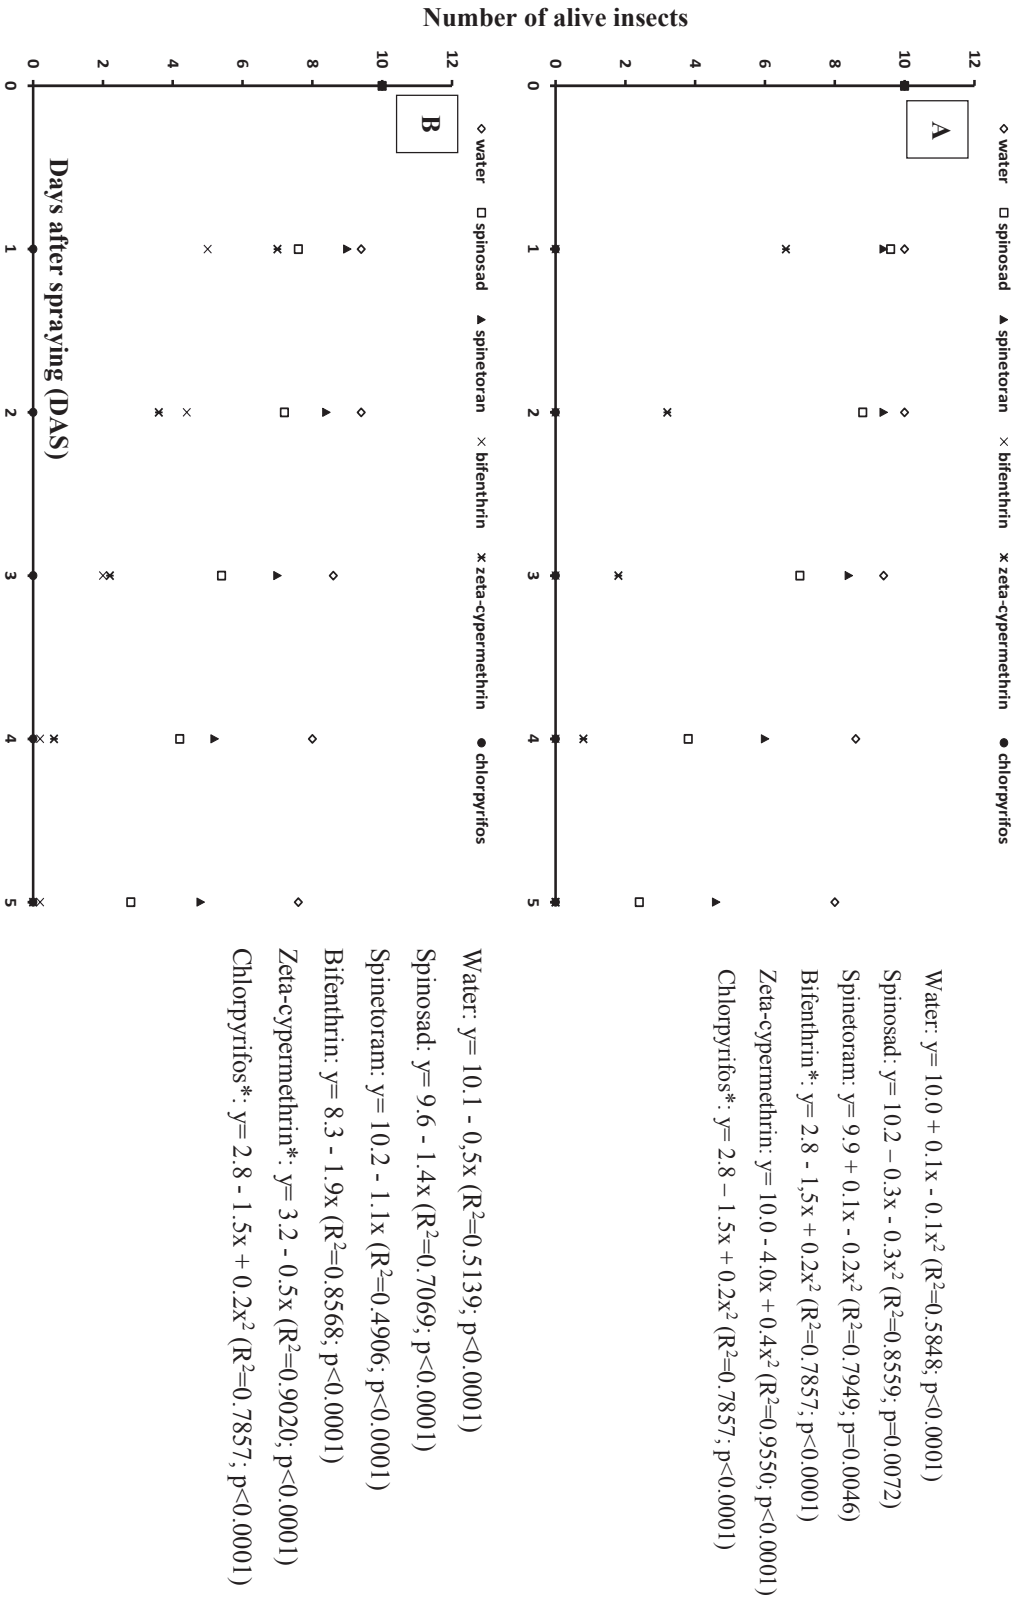 Number of alive insects
◇ water □ spinosad ▲ spinetoran × bifenthrin ж zeta-cypermethrin ● chlorpyrifos
A
12
10
8
6
4
2
0
0 1 2 3 4 5
Water: y= 10.0 + 0.1x - 0.1x² (R²=0.5848; p<0.0001)
Spinosad: y= 10.2 – 0.3x - 0.3x² (R²=0.8559; p=0.0072)
Spinetoram: y= 9.9 + 0.1x - 0.2x² (R²=0.7949; p=0.0046)
Bifenthrin*: y= 2.8 - 1,5x + 0.2x² (R²=0.7857; p<0.0001)
Zeta-cypermethrin: y= 10.0 - 4.0x + 0.4x² (R²=0.9550; p<0.0001)
Chlorpyrifos*: y= 2.8 – 1.5x + 0.2x² (R²=0.7857; p<0.0001)
◇ water □ spinosad ▲ spinetoran × bifenthrin ж zeta-cypermethrin ● chlorpyrifos
B
12
10
8
6
4
2
0
0 1 2 3 4 5
Days after spraying (DAS)
Water: y= 10.1 - 0,5x (R²=0.5139; p<0.0001)
Spinosad: y= 9.6 - 1.4x (R²=0.7069; p<0.0001)
Spinetoram: y= 10.2 - 1.1x (R²=0.4906; p<0.0001)
Bifenthrin: y= 8.3 - 1.9x (R²=0.8568; p<0.0001)
Zeta-cypermethrin*: y= 3.2 - 0.5x (R²=0.9020; p<0.0001)
Chlorpyrifos*: y= 2.8 - 1.5x + 0.2x² (R²=0.7857; p<0.0001)